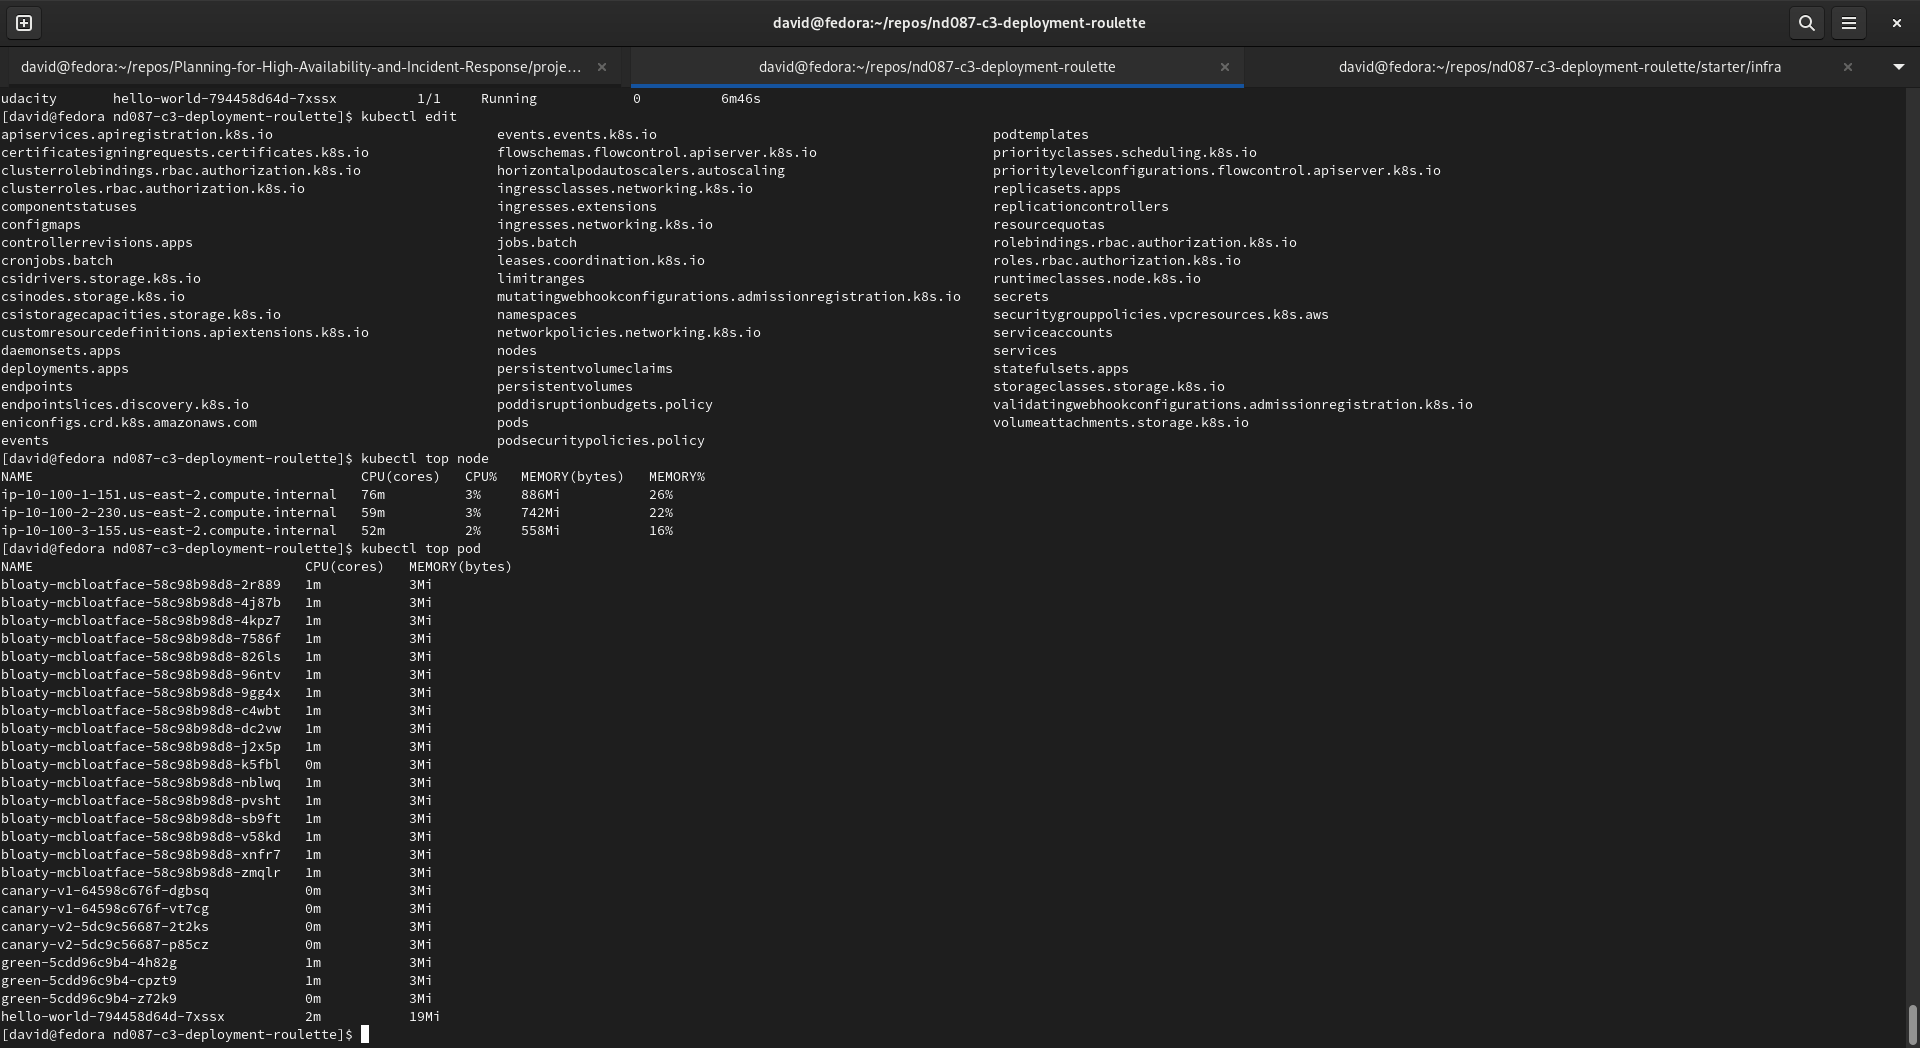 david@fedora:~/repos/nd087-c3-deployment-roulette
david@fedora:~/repos/Planning-for-High-Availability-and-Incident-Response/proje... david@fedora:~/repos/nd087-c3-deployment-roulette david@fedora:~/repos/nd087-c3-deployment-roulette/starter/infra
udacity hello-world-794458d64d-7xssx 1/1 Running 0 6m46s
[david@fedora nd087-c3-deployment-roulette]$ kubectl edit
apiservices.apiregistration.k8s.io events.events.k8s.io podtemplates
certificatesigningrequests.certificates.k8s.io flowschemas.flowcontrol.apiserver.k8s.io priorityclasses.scheduling.k8s.io
clusterrolebindings.rbac.authorization.k8s.io horizontalpodautoscalers.autoscaling prioritylevelconfigurations.flowcontrol.apiserver.k8s.io
clusterroles.rbac.authorization.k8s.io ingressclasses.networking.k8s.io replicasets.apps
componentstatuses ingresses.extensions replicationcontrollers
configmaps ingresses.networking.k8s.io resourcequotas
controllerrevisions.apps jobs.batch rolebindings.rbac.authorization.k8s.io
cronjobs.batch leases.coordination.k8s.io roles.rbac.authorization.k8s.io
csidrivers.storage.k8s.io limitranges runtimeclasses.node.k8s.io
csinodes.storage.k8s.io mutatingwebhookconfigurations.admissionregistration.k8s.io secrets
csistoragecapacities.storage.k8s.io namespaces securitygrouppolicies.vpcresources.k8s.aws
customresourcedefinitions.apiextensions.k8s.io networkpolicies.networking.k8s.io serviceaccounts
daemonsets.apps nodes services
deployments.apps persistentvolumeclaims statefulsets.apps
endpoints persistentvolumes storageclasses.storage.k8s.io
endpointslices.discovery.k8s.io poddisruptionbudgets.policy validatingwebhookconfigurations.admissionregistration.k8s.io
eniconfigs.crd.k8s.amazonaws.com pods volumeattachments.storage.k8s.io
events podsecuritypolicies.policy
[david@fedora nd087-c3-deployment-roulette]$ kubectl top node
NAME CPU(cores) CPU% MEMORY(bytes) MEMORY%
ip-10-100-1-151.us-east-2.compute.internal 76m 3% 886Mi 26%
ip-10-100-2-230.us-east-2.compute.internal 59m 3% 742Mi 22%
ip-10-100-3-155.us-east-2.compute.internal 52m 2% 558Mi 16%
[david@fedora nd087-c3-deployment-roulette]$ kubectl top pod
NAME CPU(cores) MEMORY(bytes)
bloaty-mcbloatface-58c98b98d8-2r889 1m 3Mi
bloaty-mcbloatface-58c98b98d8-4j87b 1m 3Mi
bloaty-mcbloatface-58c98b98d8-4kpz7 1m 3Mi
bloaty-mcbloatface-58c98b98d8-7586f 1m 3Mi
bloaty-mcbloatface-58c98b98d8-826ls 1m 3Mi
bloaty-mcbloatface-58c98b98d8-96ntv 1m 3Mi
bloaty-mcbloatface-58c98b98d8-9gg4x 1m 3Mi
bloaty-mcbloatface-58c98b98d8-c4wbt 1m 3Mi
bloaty-mcbloatface-58c98b98d8-dc2vw 1m 3Mi
bloaty-mcbloatface-58c98b98d8-j2x5p 1m 3Mi
bloaty-mcbloatface-58c98b98d8-k5fbl 0m 3Mi
bloaty-mcbloatface-58c98b98d8-nblwq 1m 3Mi
bloaty-mcbloatface-58c98b98d8-pvsht 1m 3Mi
bloaty-mcbloatface-58c98b98d8-sb9ft 1m 3Mi
bloaty-mcbloatface-58c98b98d8-v58kd 1m 3Mi
bloaty-mcbloatface-58c98b98d8-xnfr7 1m 3Mi
bloaty-mcbloatface-58c98b98d8-zmqlr 1m 3Mi
canary-v1-64598c676f-dgbsq 0m 3Mi
canary-v1-64598c676f-vt7cg 0m 3Mi
canary-v2-5dc9c56687-2t2ks 0m 3Mi
canary-v2-5dc9c56687-p85cz 0m 3Mi
green-5cdd96c9b4-4h82g 1m 3Mi
green-5cdd96c9b4-cpzt9 1m 3Mi
green-5cdd96c9b4-z72k9 0m 3Mi
hello-world-794458d64d-7xssx 2m 19Mi
[david@fedora nd087-c3-deployment-roulette]$